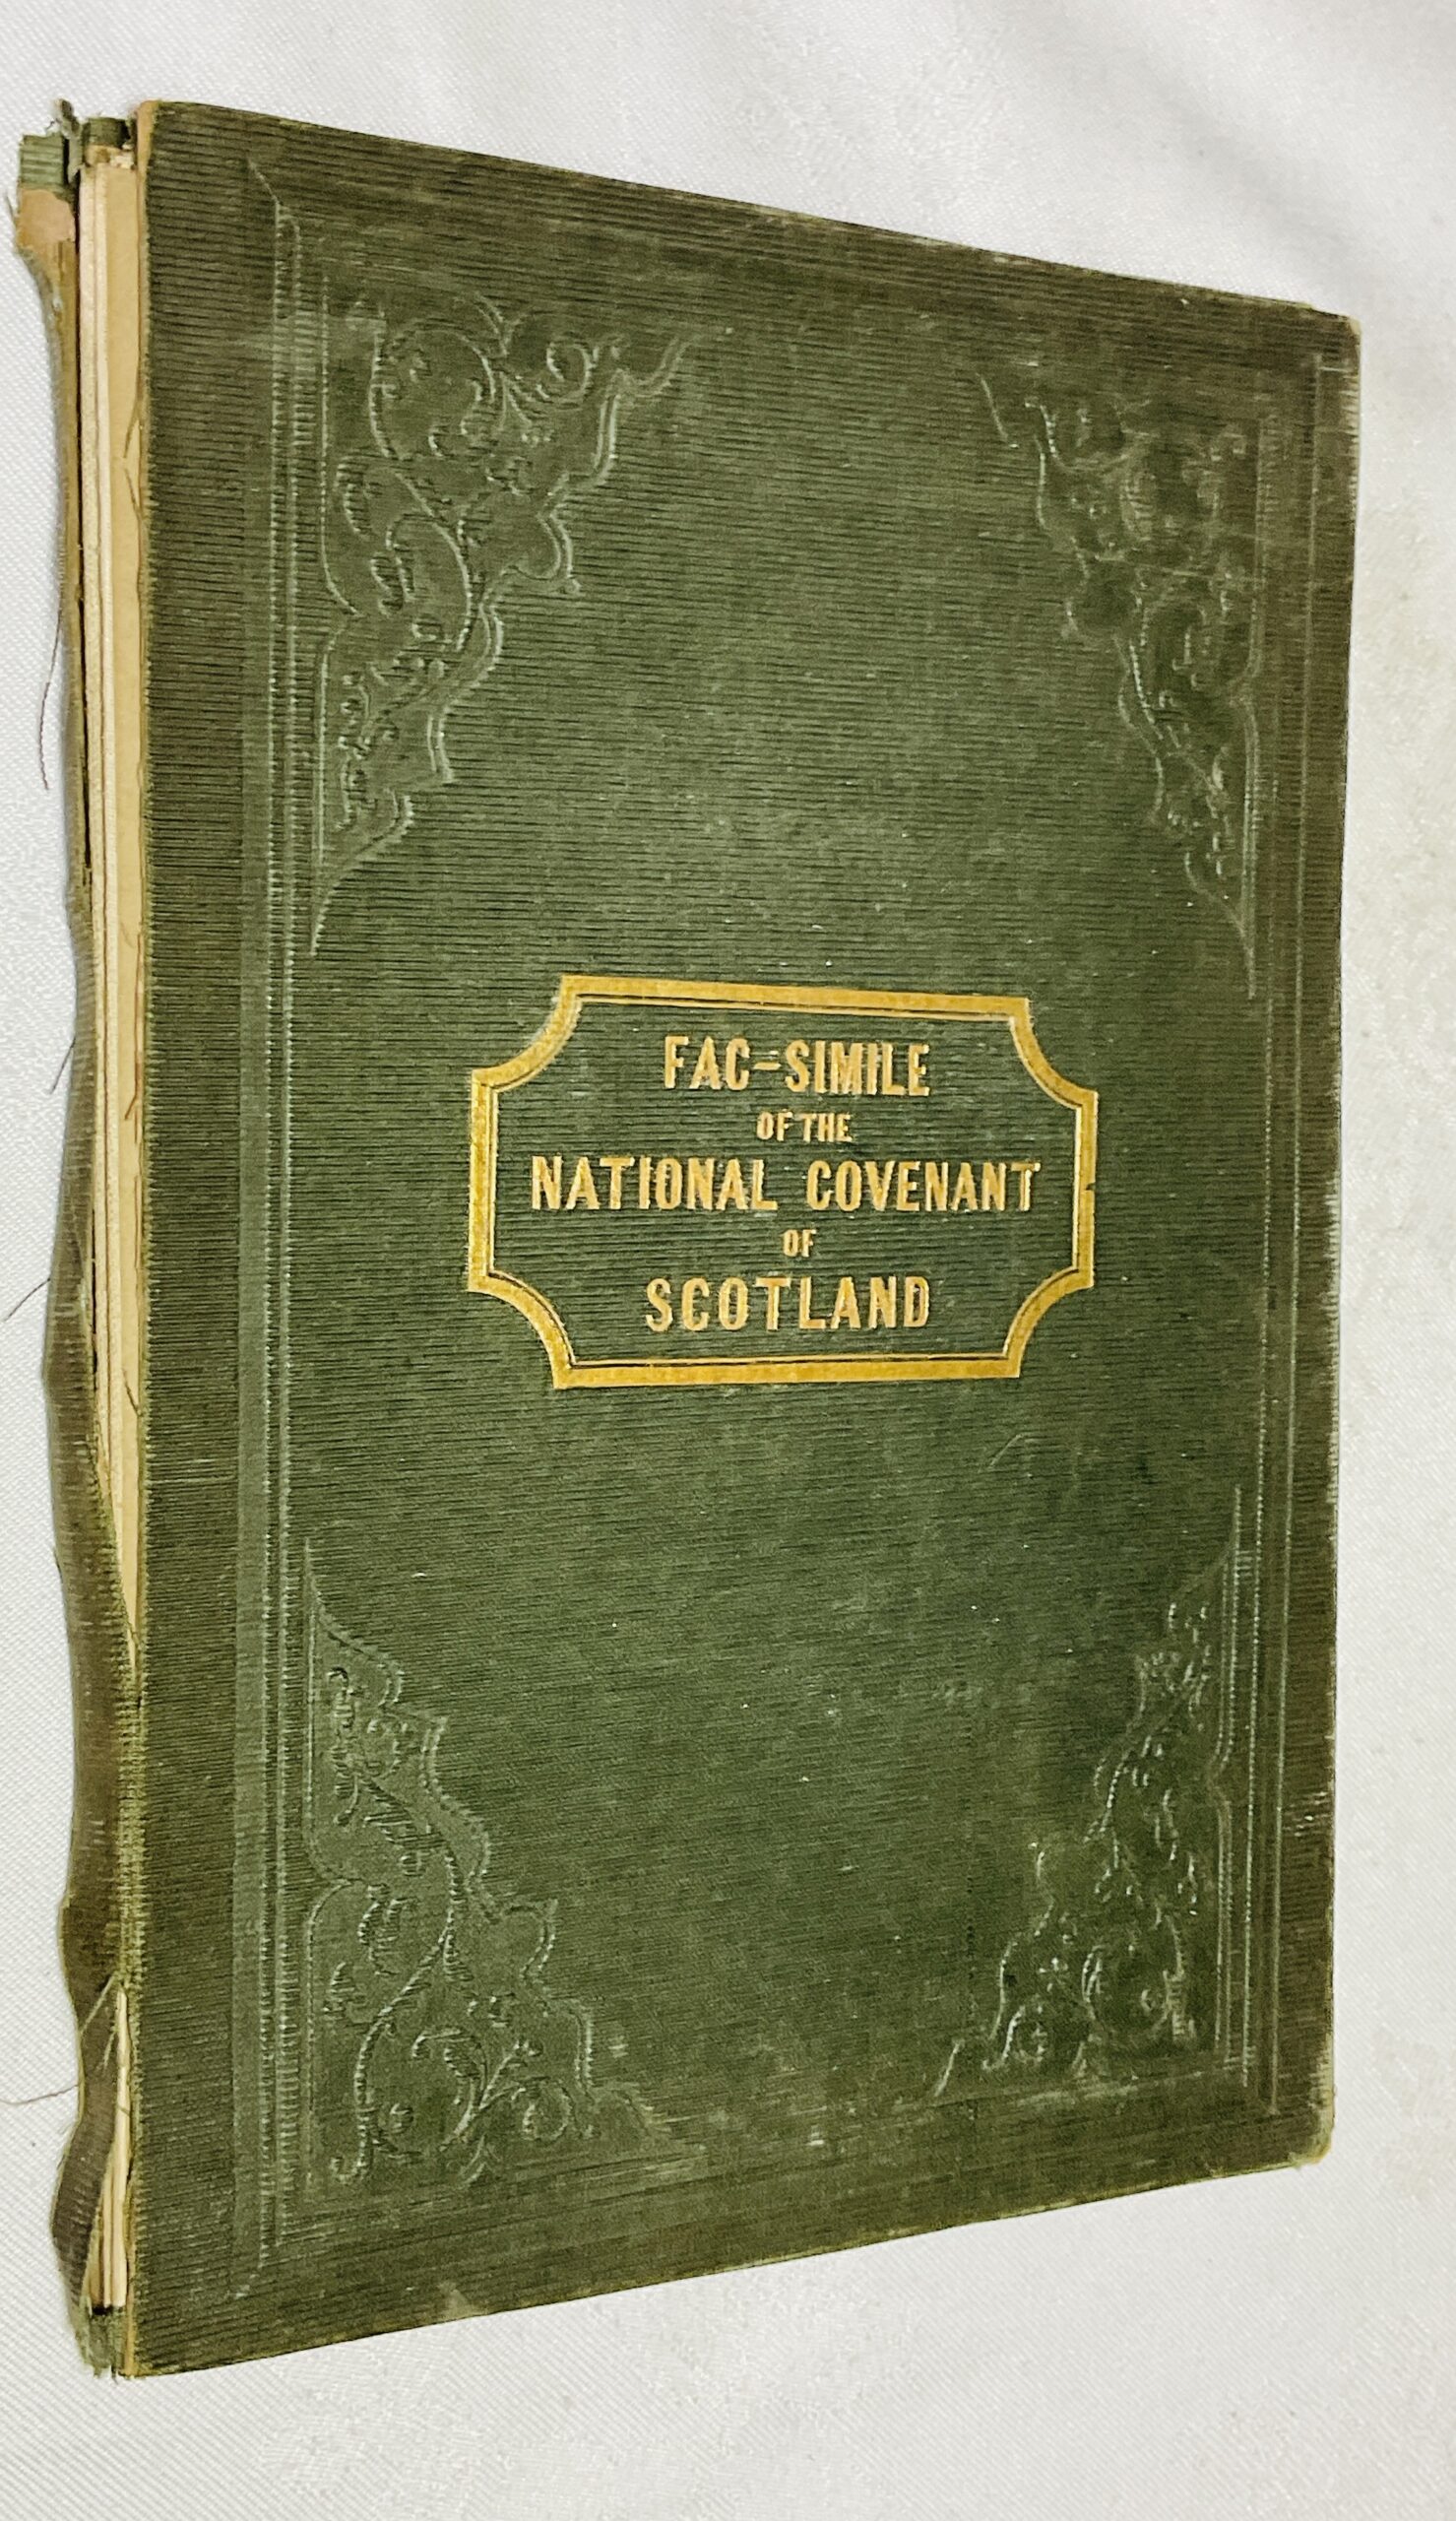 FAC-SIMILE
OF THE
NATIONAL COVENANT
OF
SCOTLAND